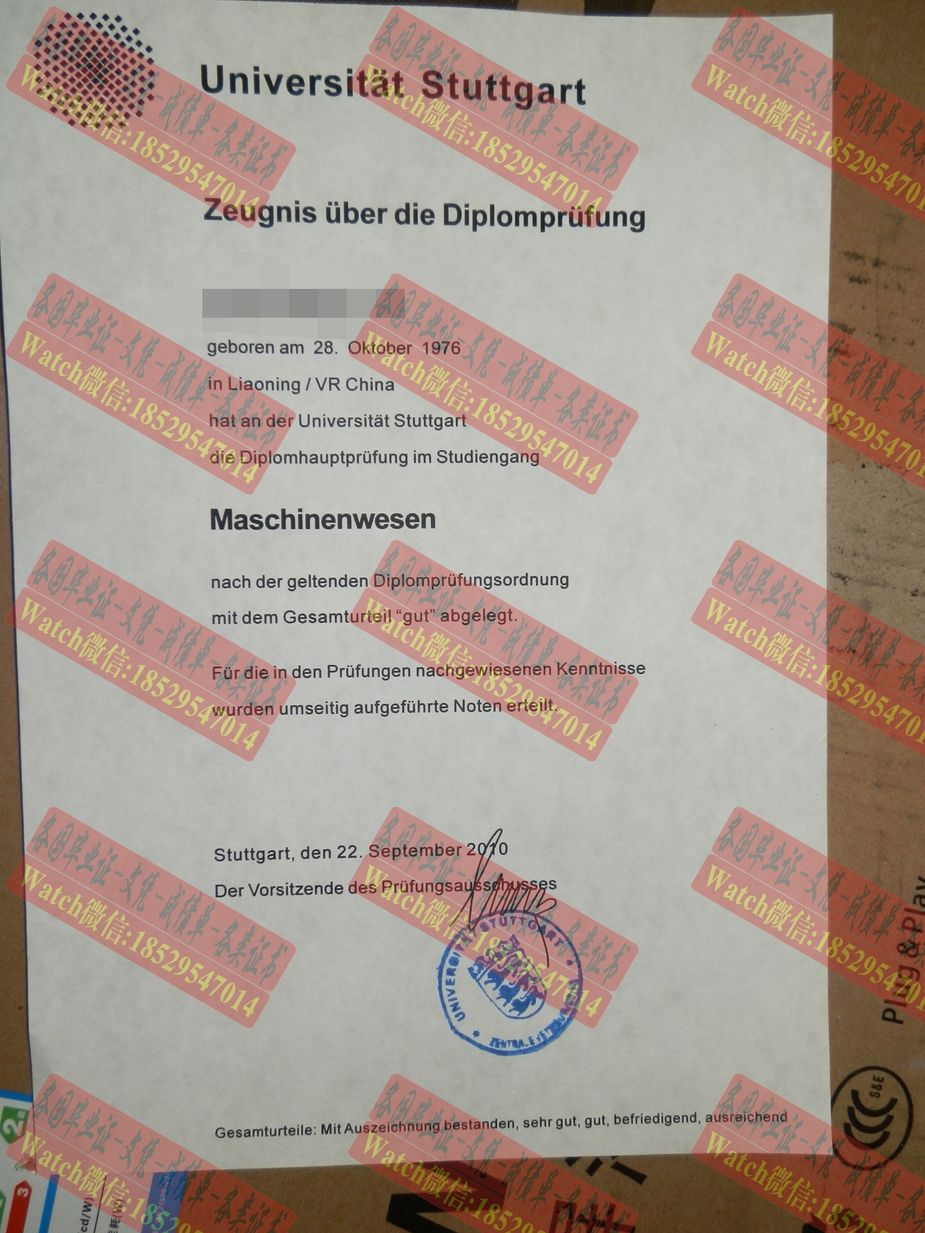 Universität Stuttgart
Zeugnis über die Diplomprüfung
geboren am 28. Oktober 1976
in Liaoning / VR China
hat an der Universität Stuttgart
die Diplomhauptprüfung im Studiengang
Maschinenwesen
nach der geltenden Diplomprüfungsordnung
mit dem Gesamturteil “gut” abgelegt.
Für die in den Prüfungen nachgewiesenen Kenntnisse
wurden umseitig aufgeführte Noten erteilt.
Stuttgart, den 22. September 2010
Der Vorsitzende des Prüfungsausschusses
UNIVERSITÄT STUTTGART
Gesamturteile: Mit Auszeichnung bestanden, sehr gut, gut, befriedigend, ausreichend
各国毕业证-文凭-成绩单-各类证书
Watch微信:18529547014
Plug & Play
S&E
2
3